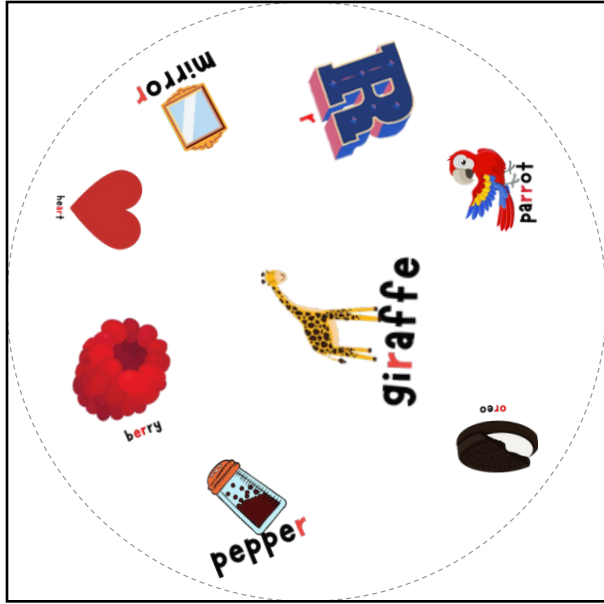 mirror
R
r
parrot
heart
giraffe
berry
oreo
pepper